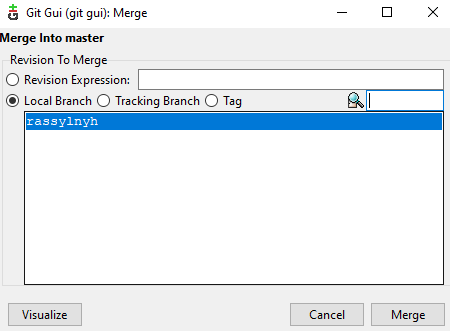 Git Gui (git gui): Merge
Merge Into master
Revision To Merge
Revision Expression:
Local Branch Tracking Branch Tag
rassylnyh
Visualize Cancel Merge